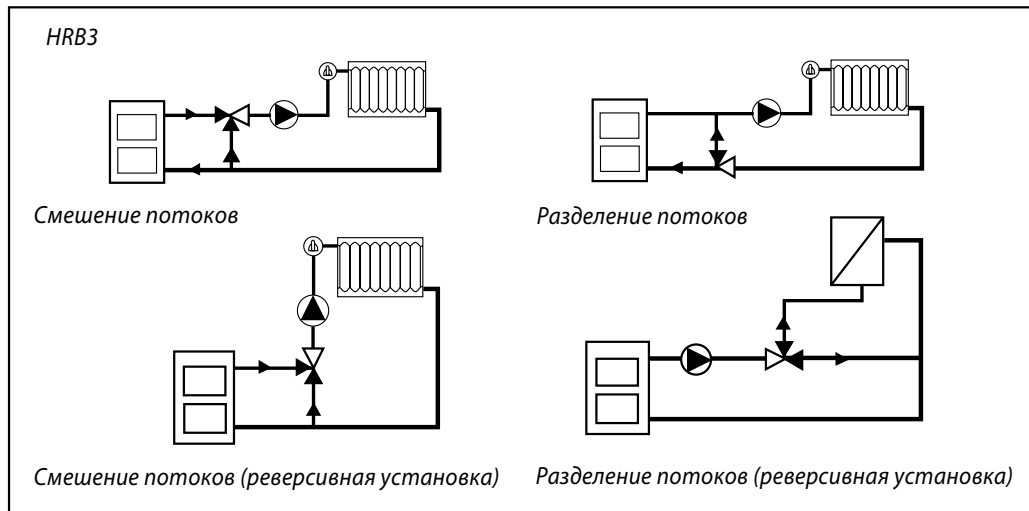 HRB3
Смешение потоков
Разделение потоков
Смешение потоков (реверсивная установка)
Разделение потоков (реверсивная установка)